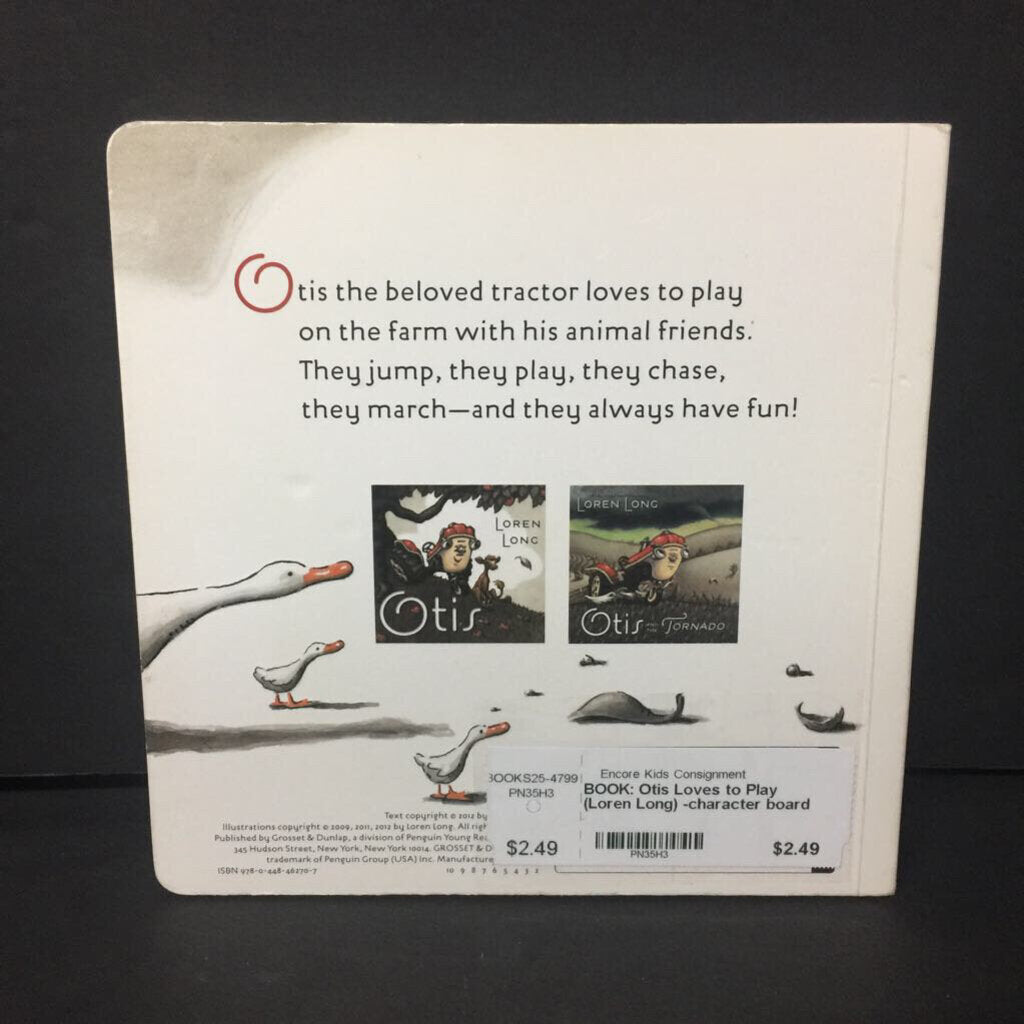 Otis the beloved tractor loves to play
on the farm with his animal friends.
They jump, they play, they chase,
they march—and they always have fun!
LOREN
LONG
Otis
LOREN LONG
Otis AND THE TORNADO
BOOKS25-4799
PN35H3
$2.49
Encore Kids Consignment
BOOK: Otis Loves to Play
(Loren Long) -character board
PN35H3
$2.49
Text copyright © 2012 by
Illustrations copyright © 2009, 2011, 2012 by Loren Long. All
Published by Grosset & Dunlap, a division of Penguin Young
345 Hudson Street, New York, New York 10014. GROSSET &
trademark of Penguin Group (USA) Inc.
ISBN 978-0-448-46270-7
10 9 8 7 6 5 4 3 2